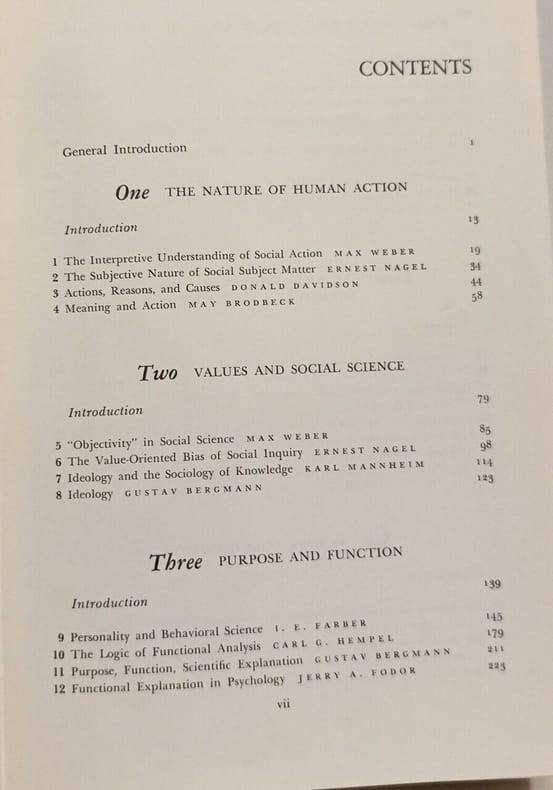 CONTENTS
General Introduction 1
One THE NATURE OF HUMAN ACTION
Introduction 13
1 The Interpretive Understanding of Social Action MAX WEBER 19
2 The Subjective Nature of Social Subject Matter ERNEST NAGEL 34
3 Actions, Reasons, and Causes DONALD DAVIDSON 44
4 Meaning and Action MAY BRODBECK 58
Two VALUES AND SOCIAL SCIENCE
Introduction 79
5 "Objectivity" in Social Science MAX WEBER 85
6 The Value-Oriented Bias of Social Inquiry ERNEST NAGEL 98
7 Ideology and the Sociology of Knowledge KARL MANNHEIM 114
8 Ideology GUSTAV BERGMANN 123
Three PURPOSE AND FUNCTION
Introduction 139
9 Personality and Behavioral Science I. E. FARBER 145
10 The Logic of Functional Analysis CARL G. HEMPEL 179
11 Purpose, Function, Scientific Explanation GUSTAV BERGMANN 211
12 Functional Explanation in Psychology JERRY A. FODOR 223
vii